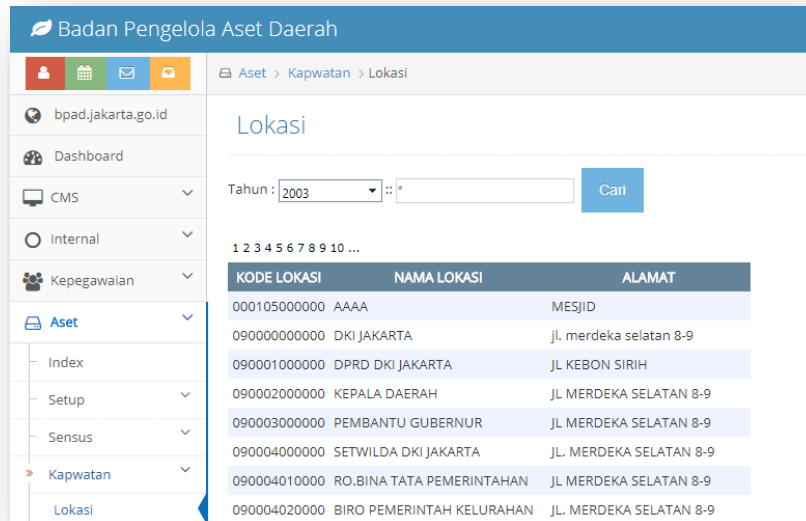 Badan Pengelola Aset Daerah
Aset > Kapwatan > Lokasi
bpad.jakarta.go.id
Dashboard
CMS
Internal
Kepegawaian
Aset
Index
Setup
Sensus
Kapwatan
Lokasi
Lokasi
Tahun : 2003 :: * Cari
1 2 3 4 5 6 7 8 9 10 ...
KODE LOKASI NAMA LOKASI ALAMAT
000105000000 AAAA MESJID
090000000000 DKI JAKARTA jl. merdeka selatan 8-9
090001000000 DPRD DKI JAKARTA JL KEBON SIRIH
090002000000 KEPALA DAERAH JL MERDEKA SELATAN 8-9
090003000000 PEMBANTU GUBERNUR JL MERDEKA SELATAN 8-9
090004000000 SETWILDA DKI JAKARTA JL. MERDEKA SELATAN 8-9
090004010000 RO.BINA TATA PEMERINTAHAN JL MERDEKA SELATAN 8-9
090004020000 BIRO PEMERINTAH KELURAHAN JL. MERDEKA SELATAN 8-9